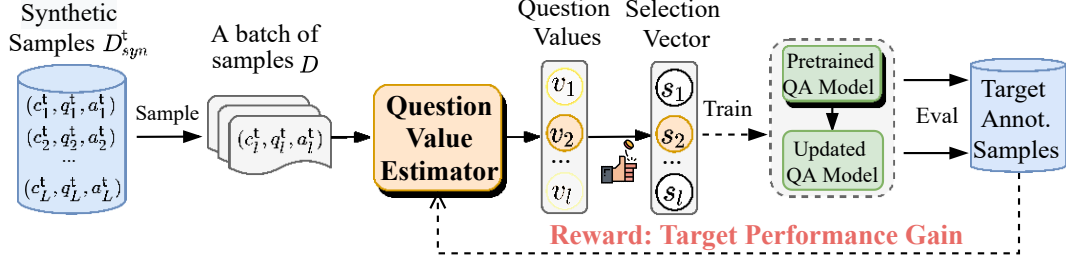 Synthetic
Samples $D_{syn}^{t}$
$(c_1^t, q_1^t, a_1^t)$
$(c_2^t, q_2^t, a_2^t)$
...
$(c_L^t, q_L^t, a_L^t)$
Sample
A batch of
samples $D$
$(c_l^t, q_l^t, a_l^t)$
Question
Value
Estimator
Question
Values
$v_1$
$v_2$
...
$v_l$
Selection
Vector
$s_1$
$s_2$
...
$s_l$
Train
Pretrained
QA Model
Updated
QA Model
Eval
Target
Annot.
Samples
Reward: Target Performance Gain